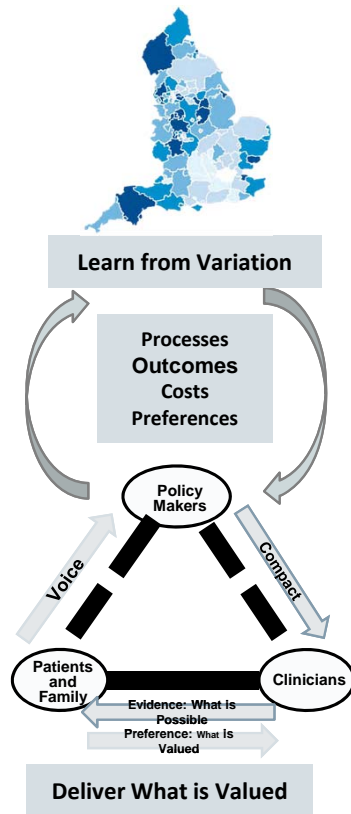 Learn from Variation
Processes
Outcomes
Costs
Preferences
Policy
Makers
Voice
Compact
Patients
and
Family
Clinicians
Evidence: What is
Possible
Preference: What is
Valued
Deliver What is Valued